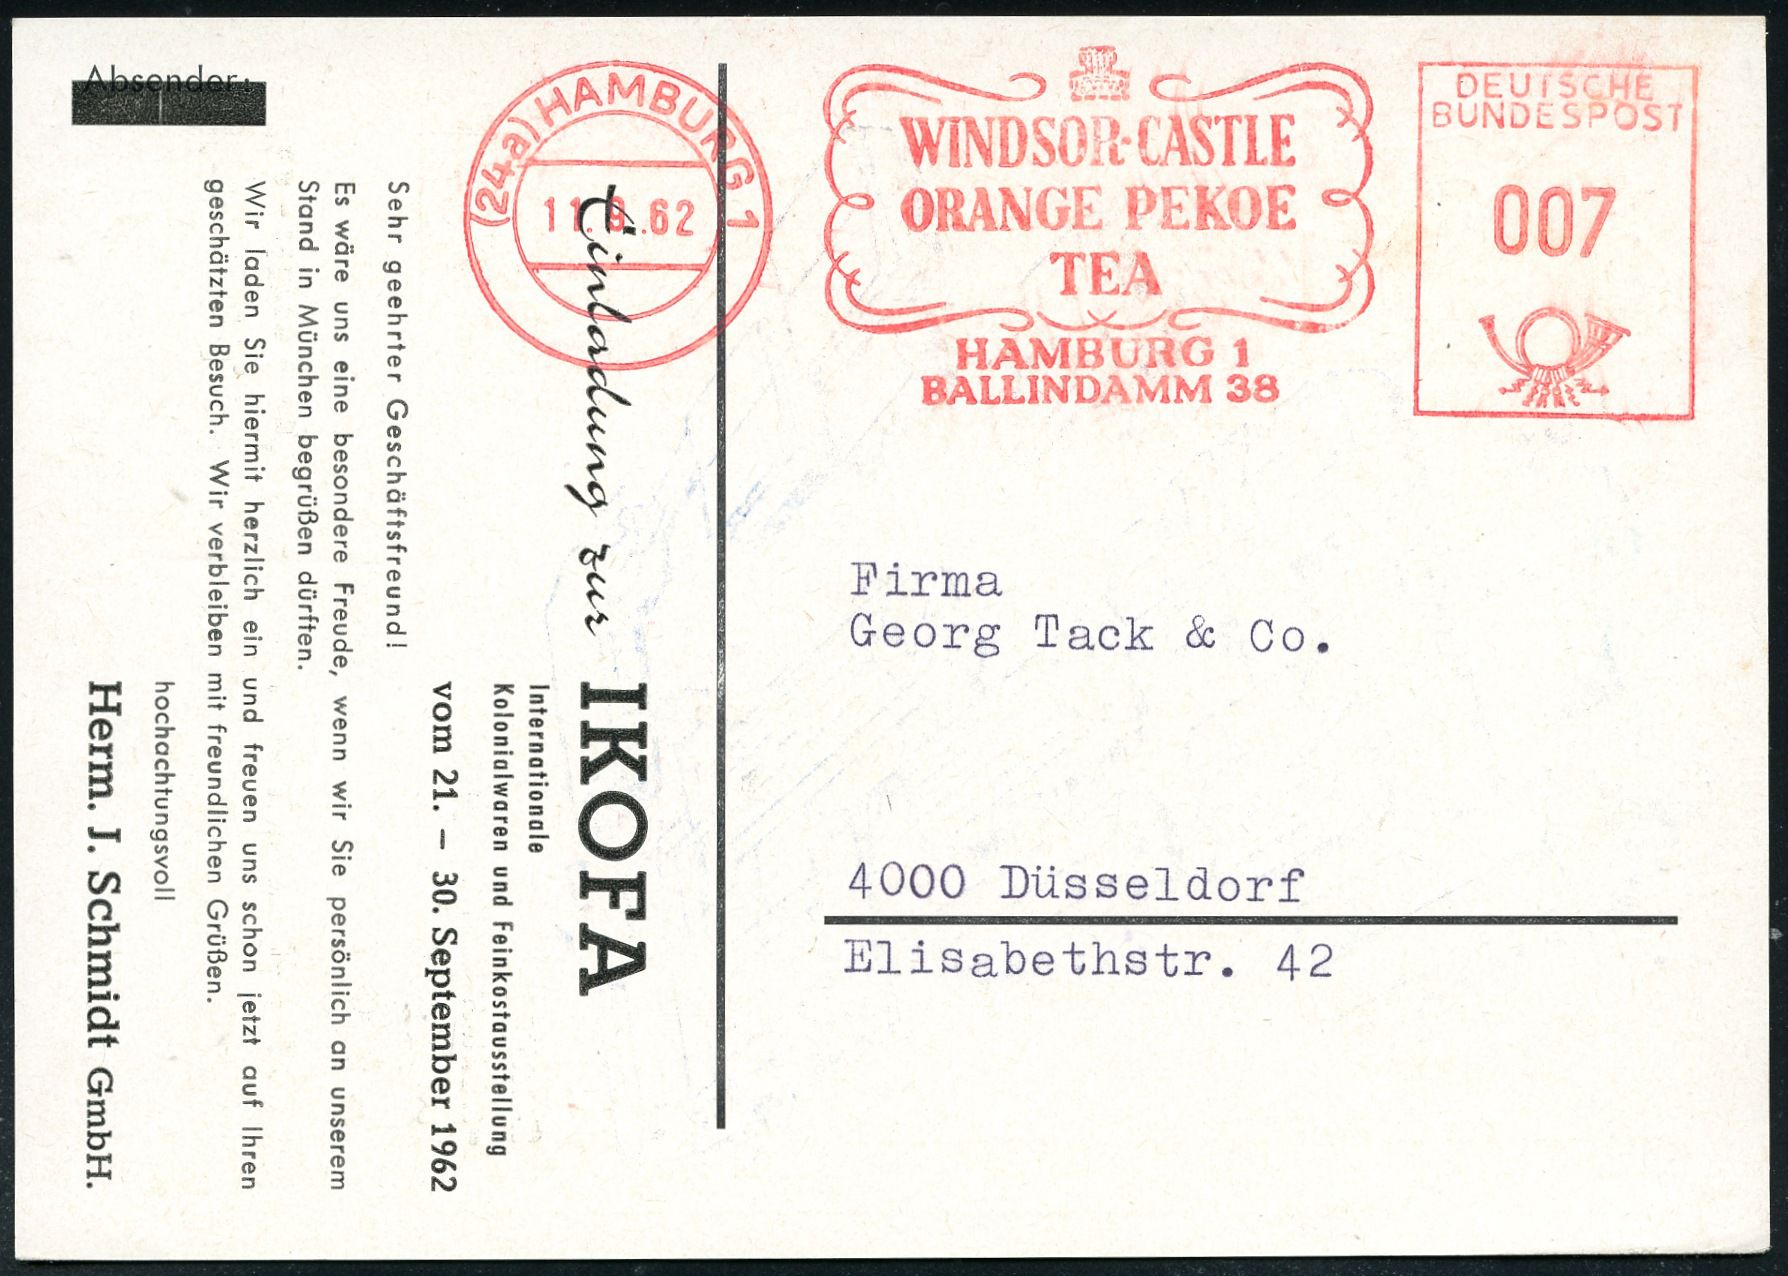 Absender:
(24a) HAMBURG 1
11.9.62
WINDSOR-CASTLE
ORANGE PEKOE
TEA
HAMBURG 1
BALLINDAMM 38
DEUTSCHE
BUNDESPOST
007
Firma
Georg Tack & Co.
4000 Düsseldorf
Elisabethstr. 42
Einladung zur IKOFA
Internationale
Kolonialwaren und Feinkostausstellung
vom 21. – 30. September 1962
Sehr geehrter Geschäftsfreund!
Es wäre uns eine besondere Freude, wenn wir Sie persönlich an unserem
Stand in München begrüßen dürften.
Wir laden Sie hiermit herzlich ein und freuen uns schon jetzt auf Ihren
geschätzten Besuch. Wir verbleiben mit freundlichen Grüßen.
hochachtungsvoll
Herm. J. Schmidt GmbH.